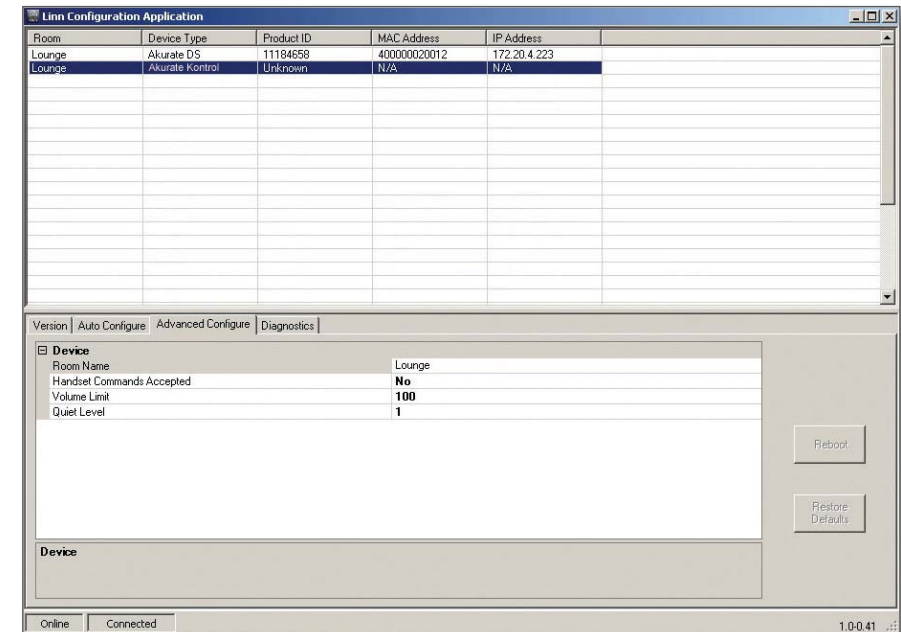 Linn Configuration Application
Room Device Type Product ID MAC Address IP Address
Lounge Akurate DS 11184658 400000020012 172.20.4.223
Lounge Akurate Kontrol Unknown N/A N/A
Version Auto Configure Advanced Configure Diagnostics
Device
Room Name Lounge
Handset Commands Accepted No
Volume Limit 100
Quiet Level 1
Reboot
Restore
Defaults
Device
Online Connected 1.0-0.41